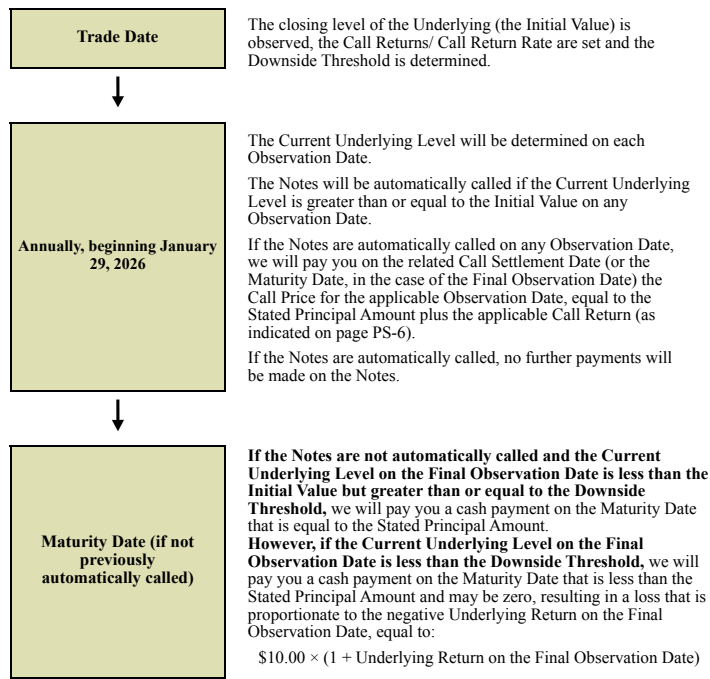 Trade Date
The closing level of the Underlying (the Initial Value) is
observed, the Call Returns/ Call Return Rate are set and the
Downside Threshold is determined.
Annually, beginning January
29, 2026
The Current Underlying Level will be determined on each
Observation Date.
The Notes will be automatically called if the Current Underlying
Level is greater than or equal to the Initial Value on any
Observation Date.
If the Notes are automatically called on any Observation Date,
we will pay you on the related Call Settlement Date (or the
Maturity Date, in the case of the Final Observation Date) the
Call Price for the applicable Observation Date, equal to the
Stated Principal Amount plus the applicable Call Return (as
indicated on page PS-6).
If the Notes are automatically called, no further payments will
be made on the Notes.
Maturity Date (if not
previously
automatically called)
If the Notes are not automatically called and the Current
Underlying Level on the Final Observation Date is less than the
Initial Value but greater than or equal to the Downside
Threshold, we will pay you a cash payment on the Maturity Date
that is equal to the Stated Principal Amount.
However, if the Current Underlying Level on the Final
Observation Date is less than the Downside Threshold, we will
pay you a cash payment on the Maturity Date that is less than the
Stated Principal Amount and may be zero, resulting in a loss that is
proportionate to the negative Underlying Return on the Final
Observation Date, equal to:
$10.00 × (1 + Underlying Return on the Final Observation Date)